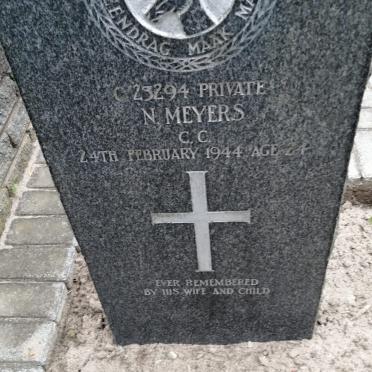 EENDRAG MAAK MAG
C 23294 PRIVATE
N. MEYERS
C. C.
24TH FEBRUARY 1944 AGE 24
EVER REMEMBERED
BY HIS WIFE AND CHILD